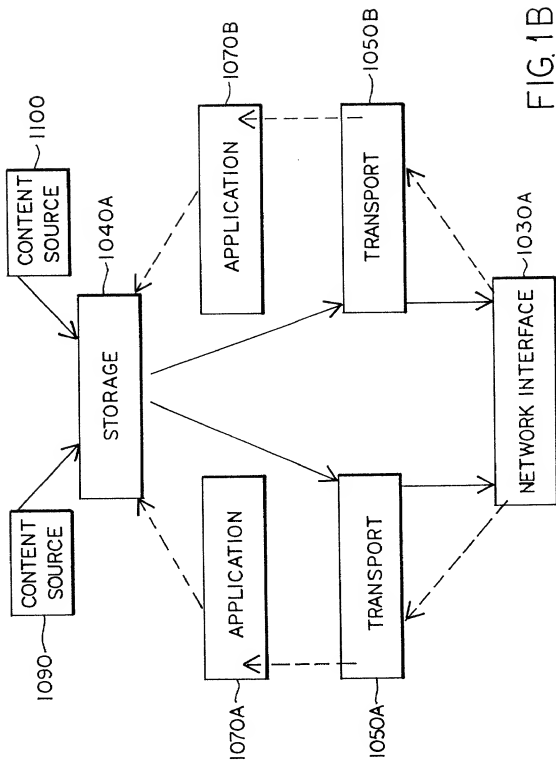 1090
CONTENT
SOURCE
CONTENT
SOURCE
1100
STORAGE
1040A
1070A
APPLICATION
APPLICATION
1070B
1050A
TRANSPORT
TRANSPORT
1050B
NETWORK INTERFACE
1030A
FIG. 1B